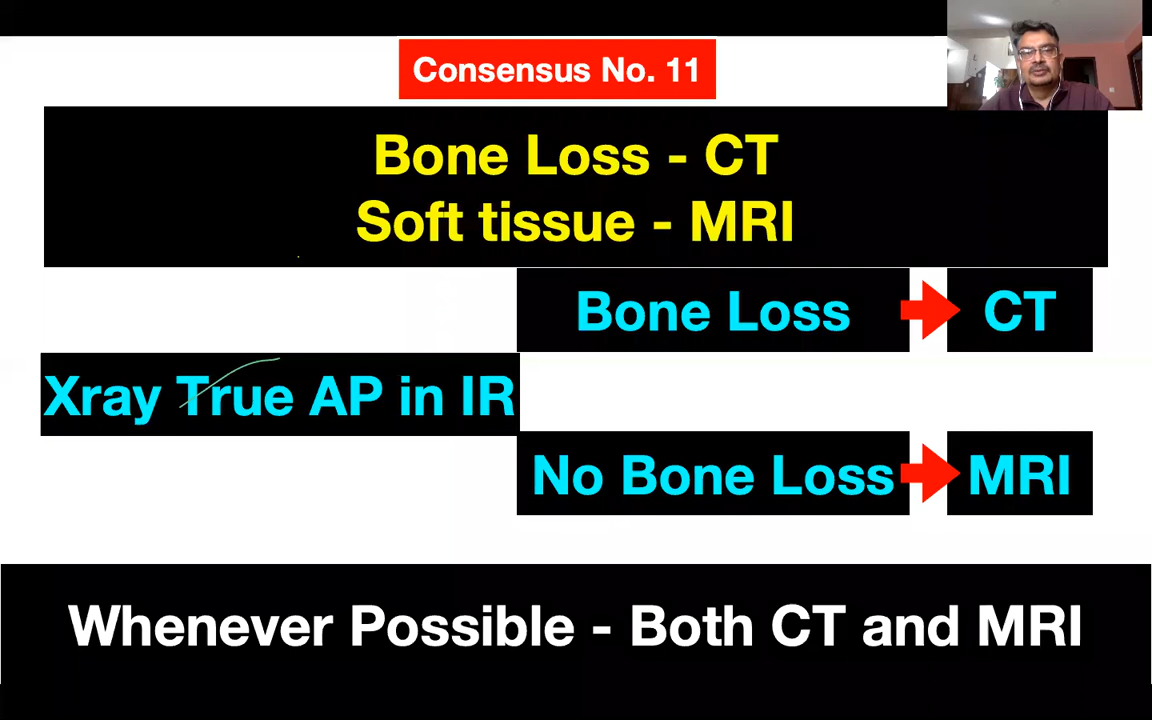 Consensus No. 11
Bone Loss - CT
Soft tissue - MRI
Bone Loss
CT
Xray True AP in IR
No Bone Loss
MRI
Whenever Possible - Both CT and MRI